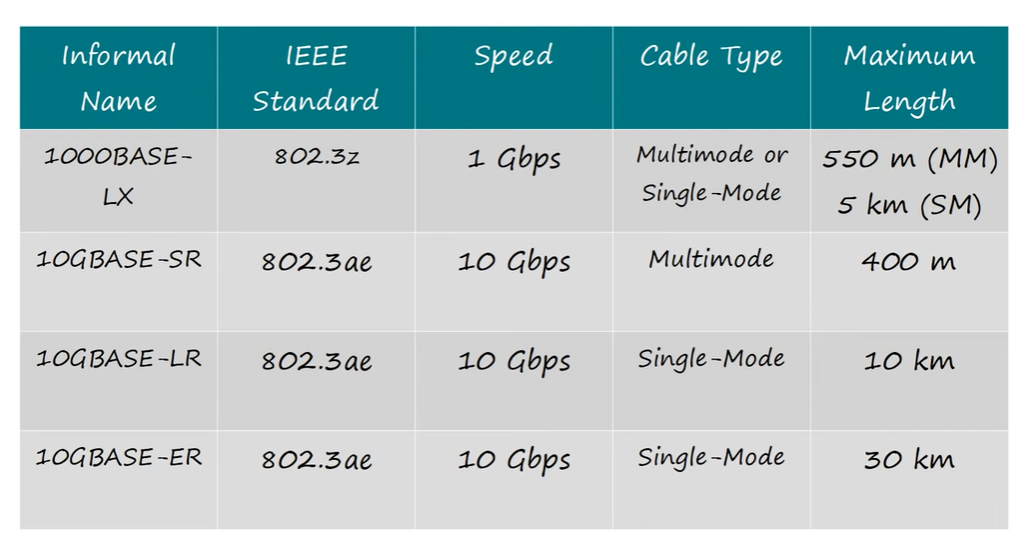 Informal Name
IEEE Standard
Speed
Cable Type
Maximum Length
1000BASE-LX
802.3z
1 Gbps
Multimode or Single-Mode
550 m (MM)
5 km (SM)
10GBASE-SR
802.3ae
10 Gbps
Multimode
400 m
10GBASE-LR
802.3ae
10 Gbps
Single-Mode
10 km
10GBASE-ER
802.3ae
10 Gbps
Single-Mode
30 km